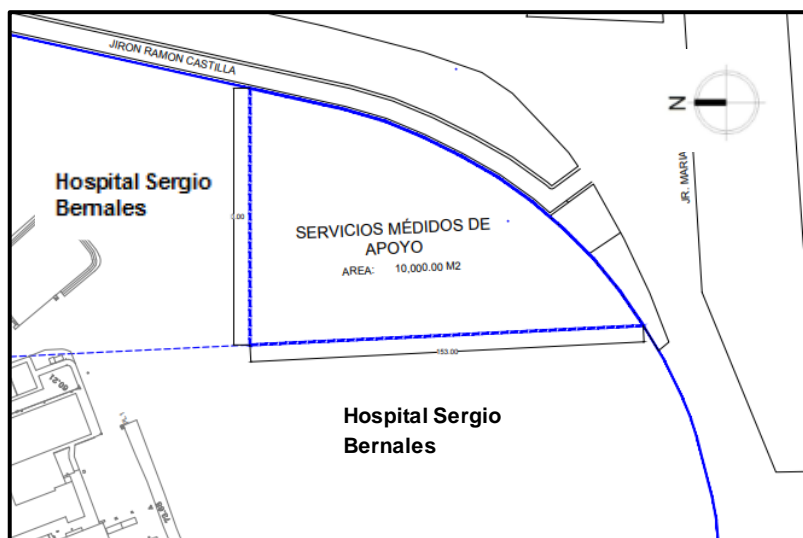 JIRON RAMON CASTILLA
N
JR. MARIA
Hospital Sergio
Bernales
SERVICIOS MÉDIDOS DE
APOYO
AREA: 10,000.00 M2
153.00
Hospital Sergio
Bernales